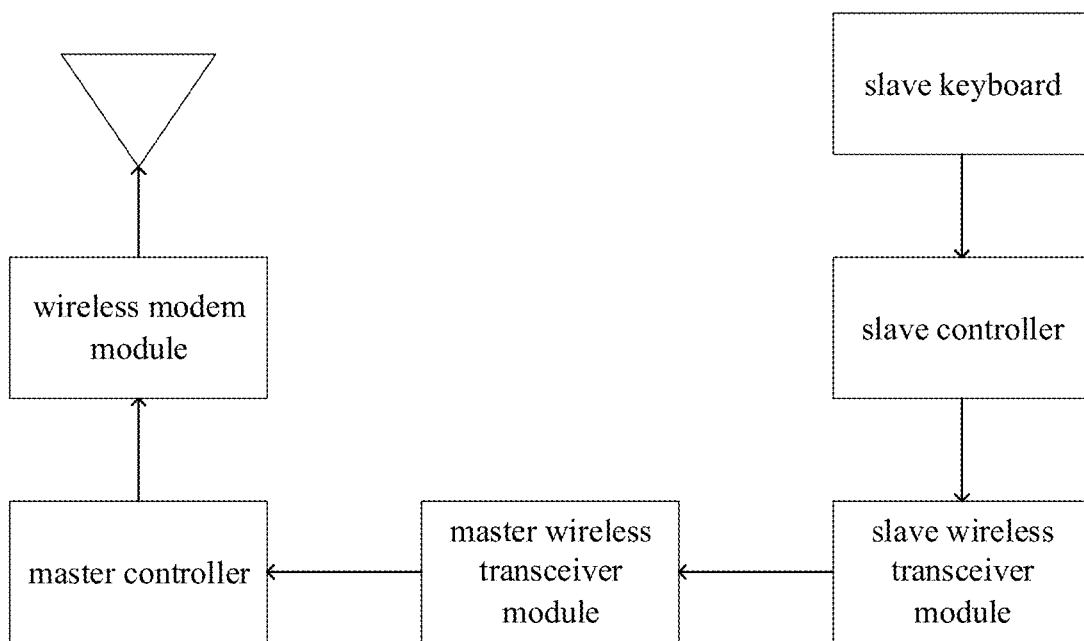 slave keyboard
wireless modem
module
slave controller
master controller
master wireless
transceiver
module
slave wireless
transceiver
module